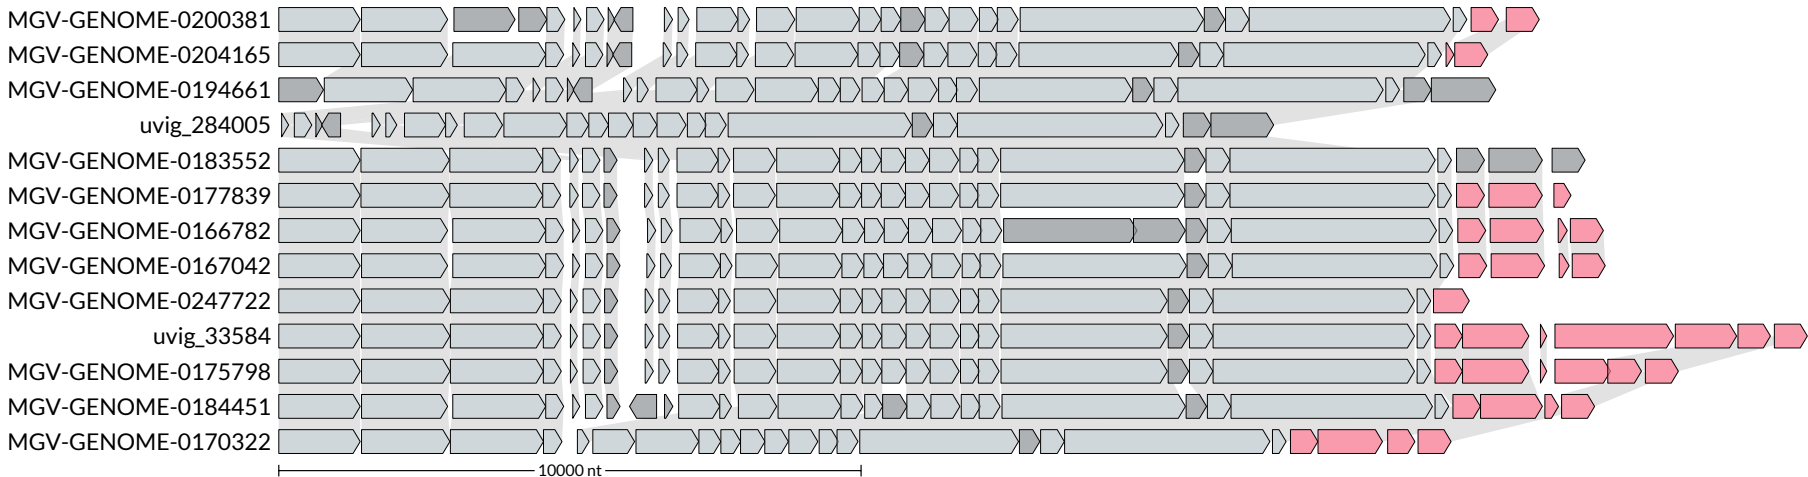 MGV-GENOME-0200381
MGV-GENOME-0204165
MGV-GENOME-0194661
uvig_284005
MGV-GENOME-0183552
MGV-GENOME-0177839
MGV-GENOME-0166782
MGV-GENOME-0167042
MGV-GENOME-0247722
uvig_33584
MGV-GENOME-0175798
MGV-GENOME-0184451
MGV-GENOME-0170322
10000 nt